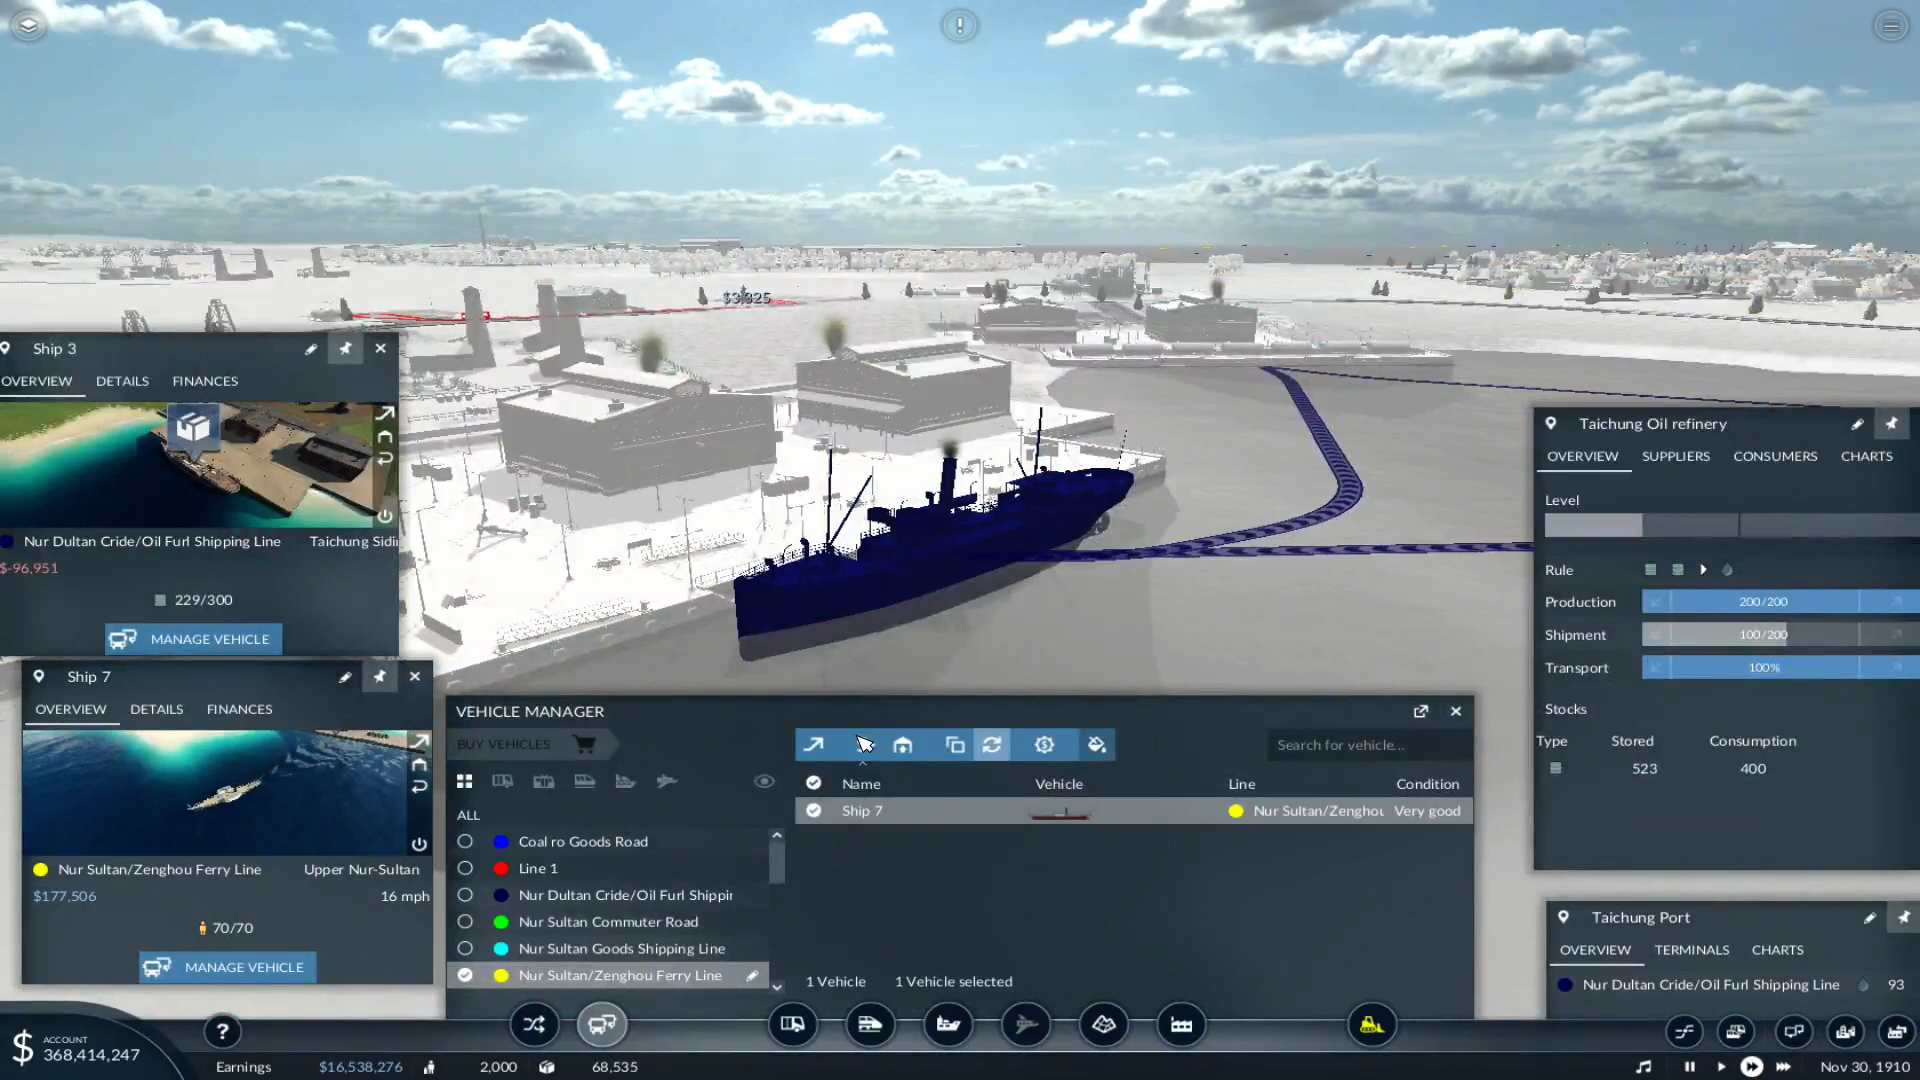 $3,325
Ship 3
OVERVIEW DETAILS FINANCES
Nur Dultan Cride/Oil Furl Shipping Line Taichung Sidi
$-96,951
229/300
MANAGE VEHICLE
Ship 7
OVERVIEW DETAILS FINANCES
Nur Sultan/Zenghou Ferry Line Upper Nur-Sultan
$177,506 16 mph
70/70
MANAGE VEHICLE
VEHICLE MANAGER
BUY VEHICLES
Search for vehicle...
Name Vehicle Line Condition
Ship 7 Nur Sultan/Zenghou Very good
ALL
Coal ro Goods Road
Line 1
Nur Dultan Cride/Oil Furl Shippin
Nur Sultan Commuter Road
Nur Sultan Goods Shipping Line
Nur Sultan/Zenghou Ferry Line
1 Vehicle 1 Vehicle selected
Taichung Oil refinery
OVERVIEW SUPPLIERS CONSUMERS CHARTS
Level
Rule
Production 200/200
Shipment 100/200
Transport 100%
Stocks
Type Stored Consumption
523 400
Taichung Port
OVERVIEW TERMINALS CHARTS
Nur Dultan Cride/Oil Furl Shipping Line 93
$ ACCOUNT
368,414,247
?
Earnings $16,538,276 2,000 68,535
Nov 30, 1910